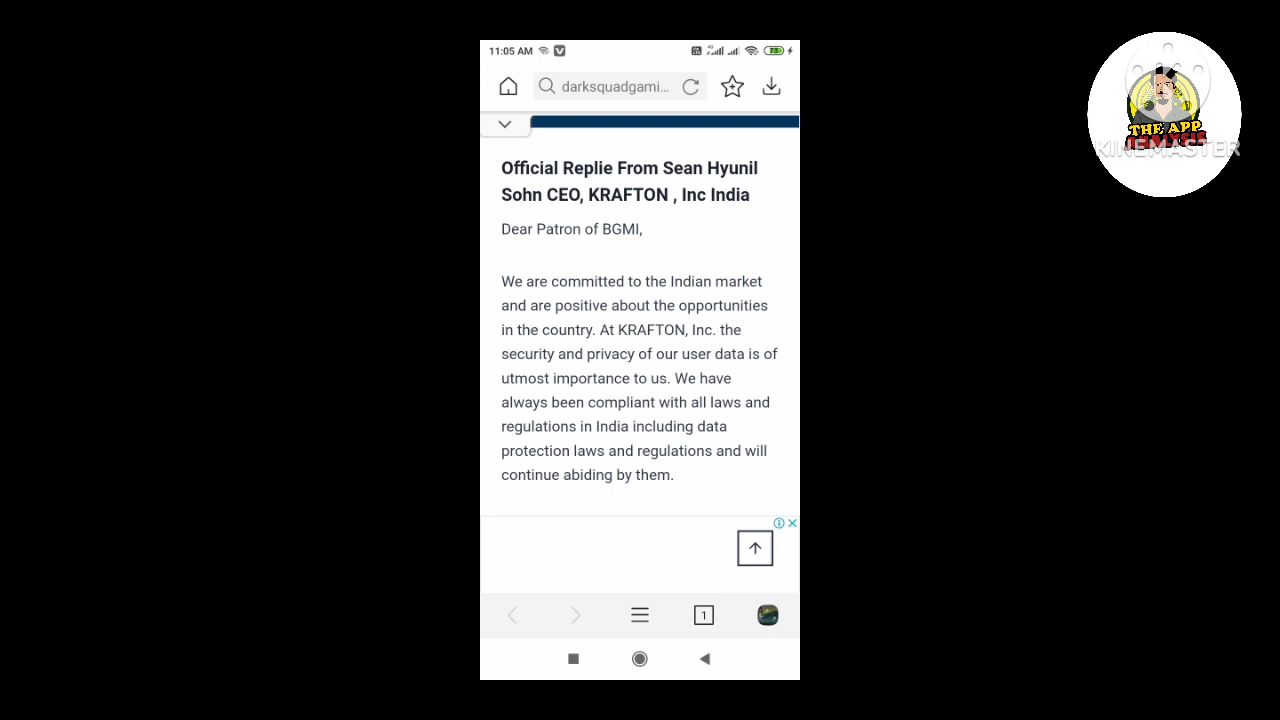 11:05 AM
23
darksquadgami...
Official Replie From Sean Hyunil
Sohn CEO, KRAFTON , Inc India
Dear Patron of BGMI,
We are committed to the Indian market
and are positive about the opportunities
in the country. At KRAFTON, Inc. the
security and privacy of our user data is of
utmost importance to us. We have
always been compliant with all laws and
regulations in India including data
protection laws and regulations and will
continue abiding by them.
1
THE APP
ANALYSIS
KINEMASTER